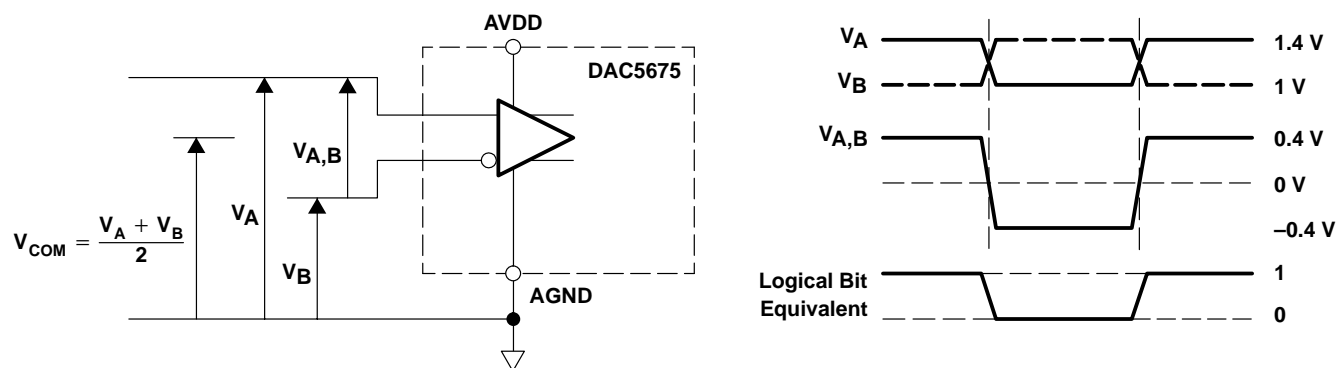 AVDD
DAC5675
V_A,B
V_A
V_COM = (V_A + V_B) / 2
V_B
AGND
V_A
1.4 V
V_B
1 V
V_A,B
0.4 V
0 V
–0.4 V
Logical Bit
Equivalent
1
0